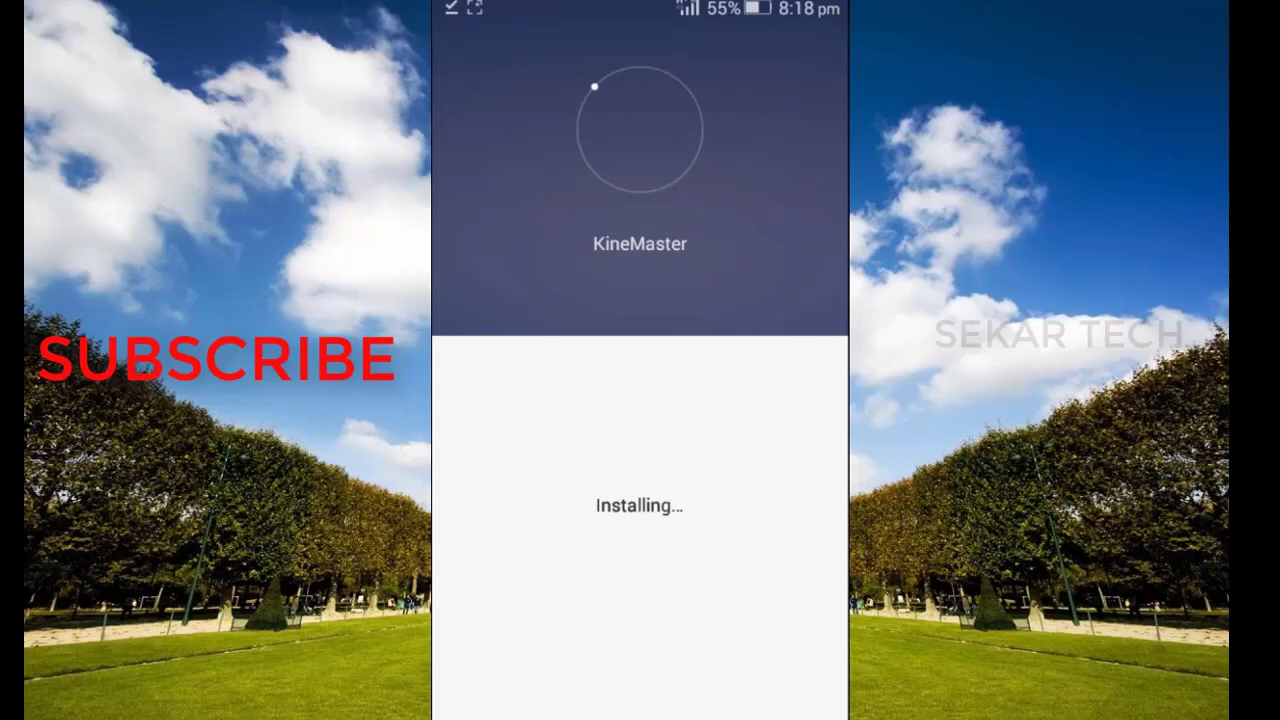 55% 8:18 pm
KineMaster
SUBSCRIBE
SEKAR TECH
Installing...